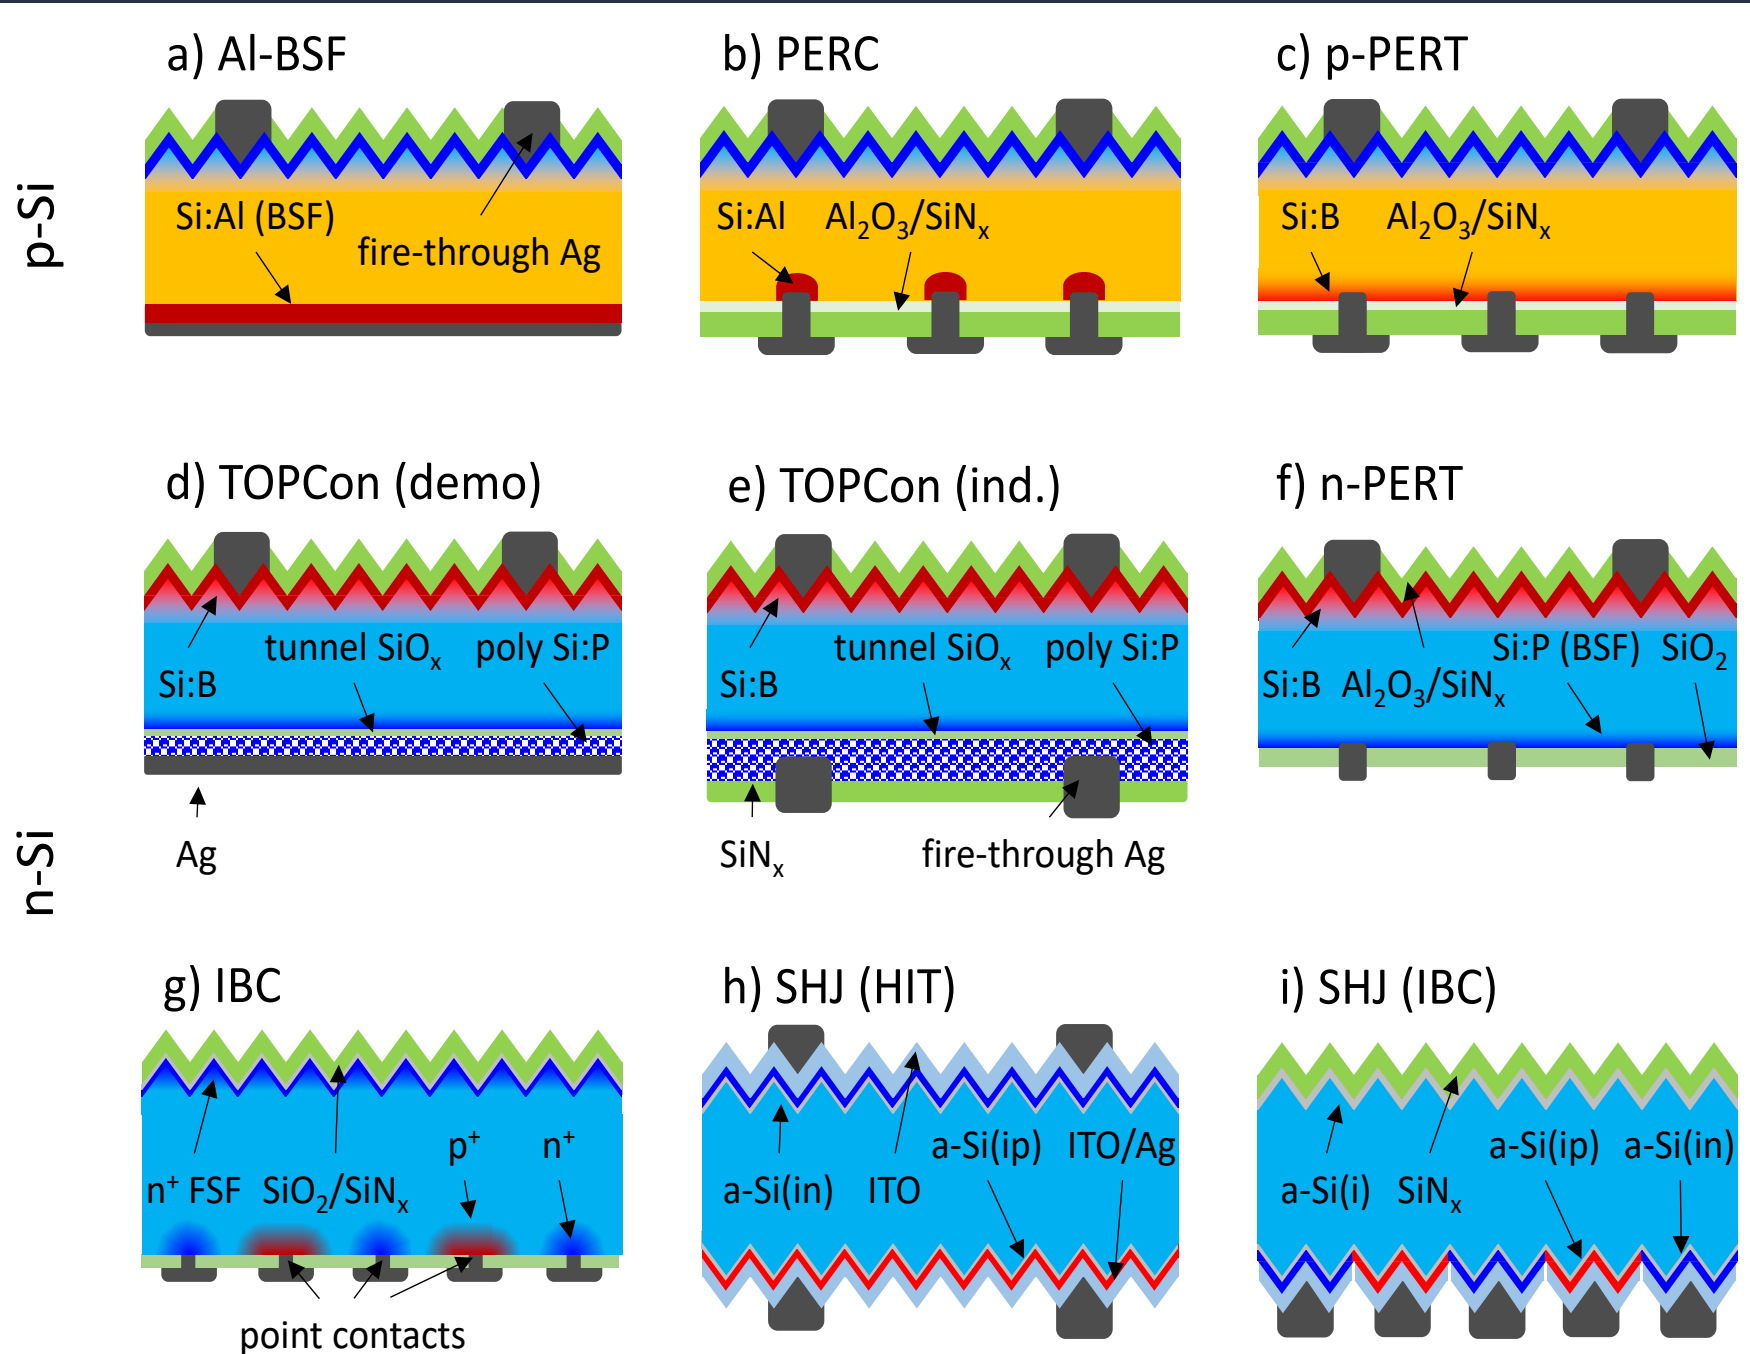 a) Al-BSF
b) PERC
c) p-PERT
p-Si
Si:Al (BSF)
fire-through Ag
Si:Al
Al₂O₃/SiNₓ
Si:B
Al₂O₃/SiNₓ
d) TOPCon (demo)
e) TOPCon (ind.)
f) n-PERT
n-Si
tunnel SiOₓ
poly Si:P
Si:B
Ag
tunnel SiOₓ
poly Si:P
Si:B
SiNₓ
fire-through Ag
Si:P (BSF)
SiO₂
Si:B
Al₂O₃/SiNₓ
g) IBC
h) SHJ (HIT)
i) SHJ (IBC)
p⁺
n⁺
n⁺ FSF
SiO₂/SiNₓ
point contacts
a-Si(ip)
ITO/Ag
a-Si(in)
ITO
a-Si(ip)
a-Si(in)
a-Si(i)
SiNₓ